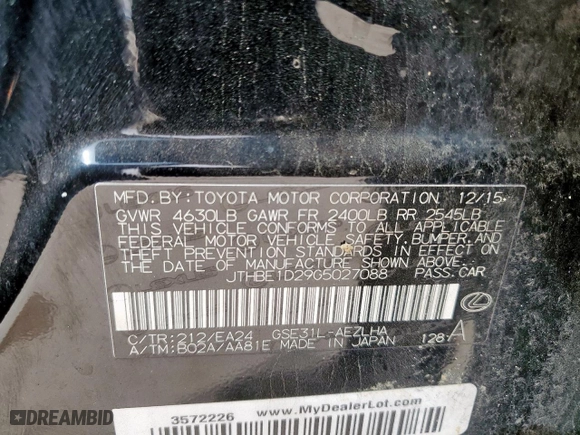 MFD.BY:TOYOTA MOTOR CORPORATION 12/15
GVWR 4630LB GAWR FR 2400LB RR 2545LB
THIS VEHICLE CONFORMS TO ALL APPLICABLE
FEDERAL MOTOR VEHICLE SAFETY, BUMPER, AND
THEFT PREVENTION STANDARDS IN EFFECT ON
THE DATE OF MANUFACTURE SHOWN ABOVE.
JTHBE1D29G5027088 PASS.CAR
C/TR:212/EA24 GSE31L-AEZLHA
A/TM:B02A/AA81E MADE IN JAPAN 128-A
3572226 www.MyDealerLot.com
DREAMBID